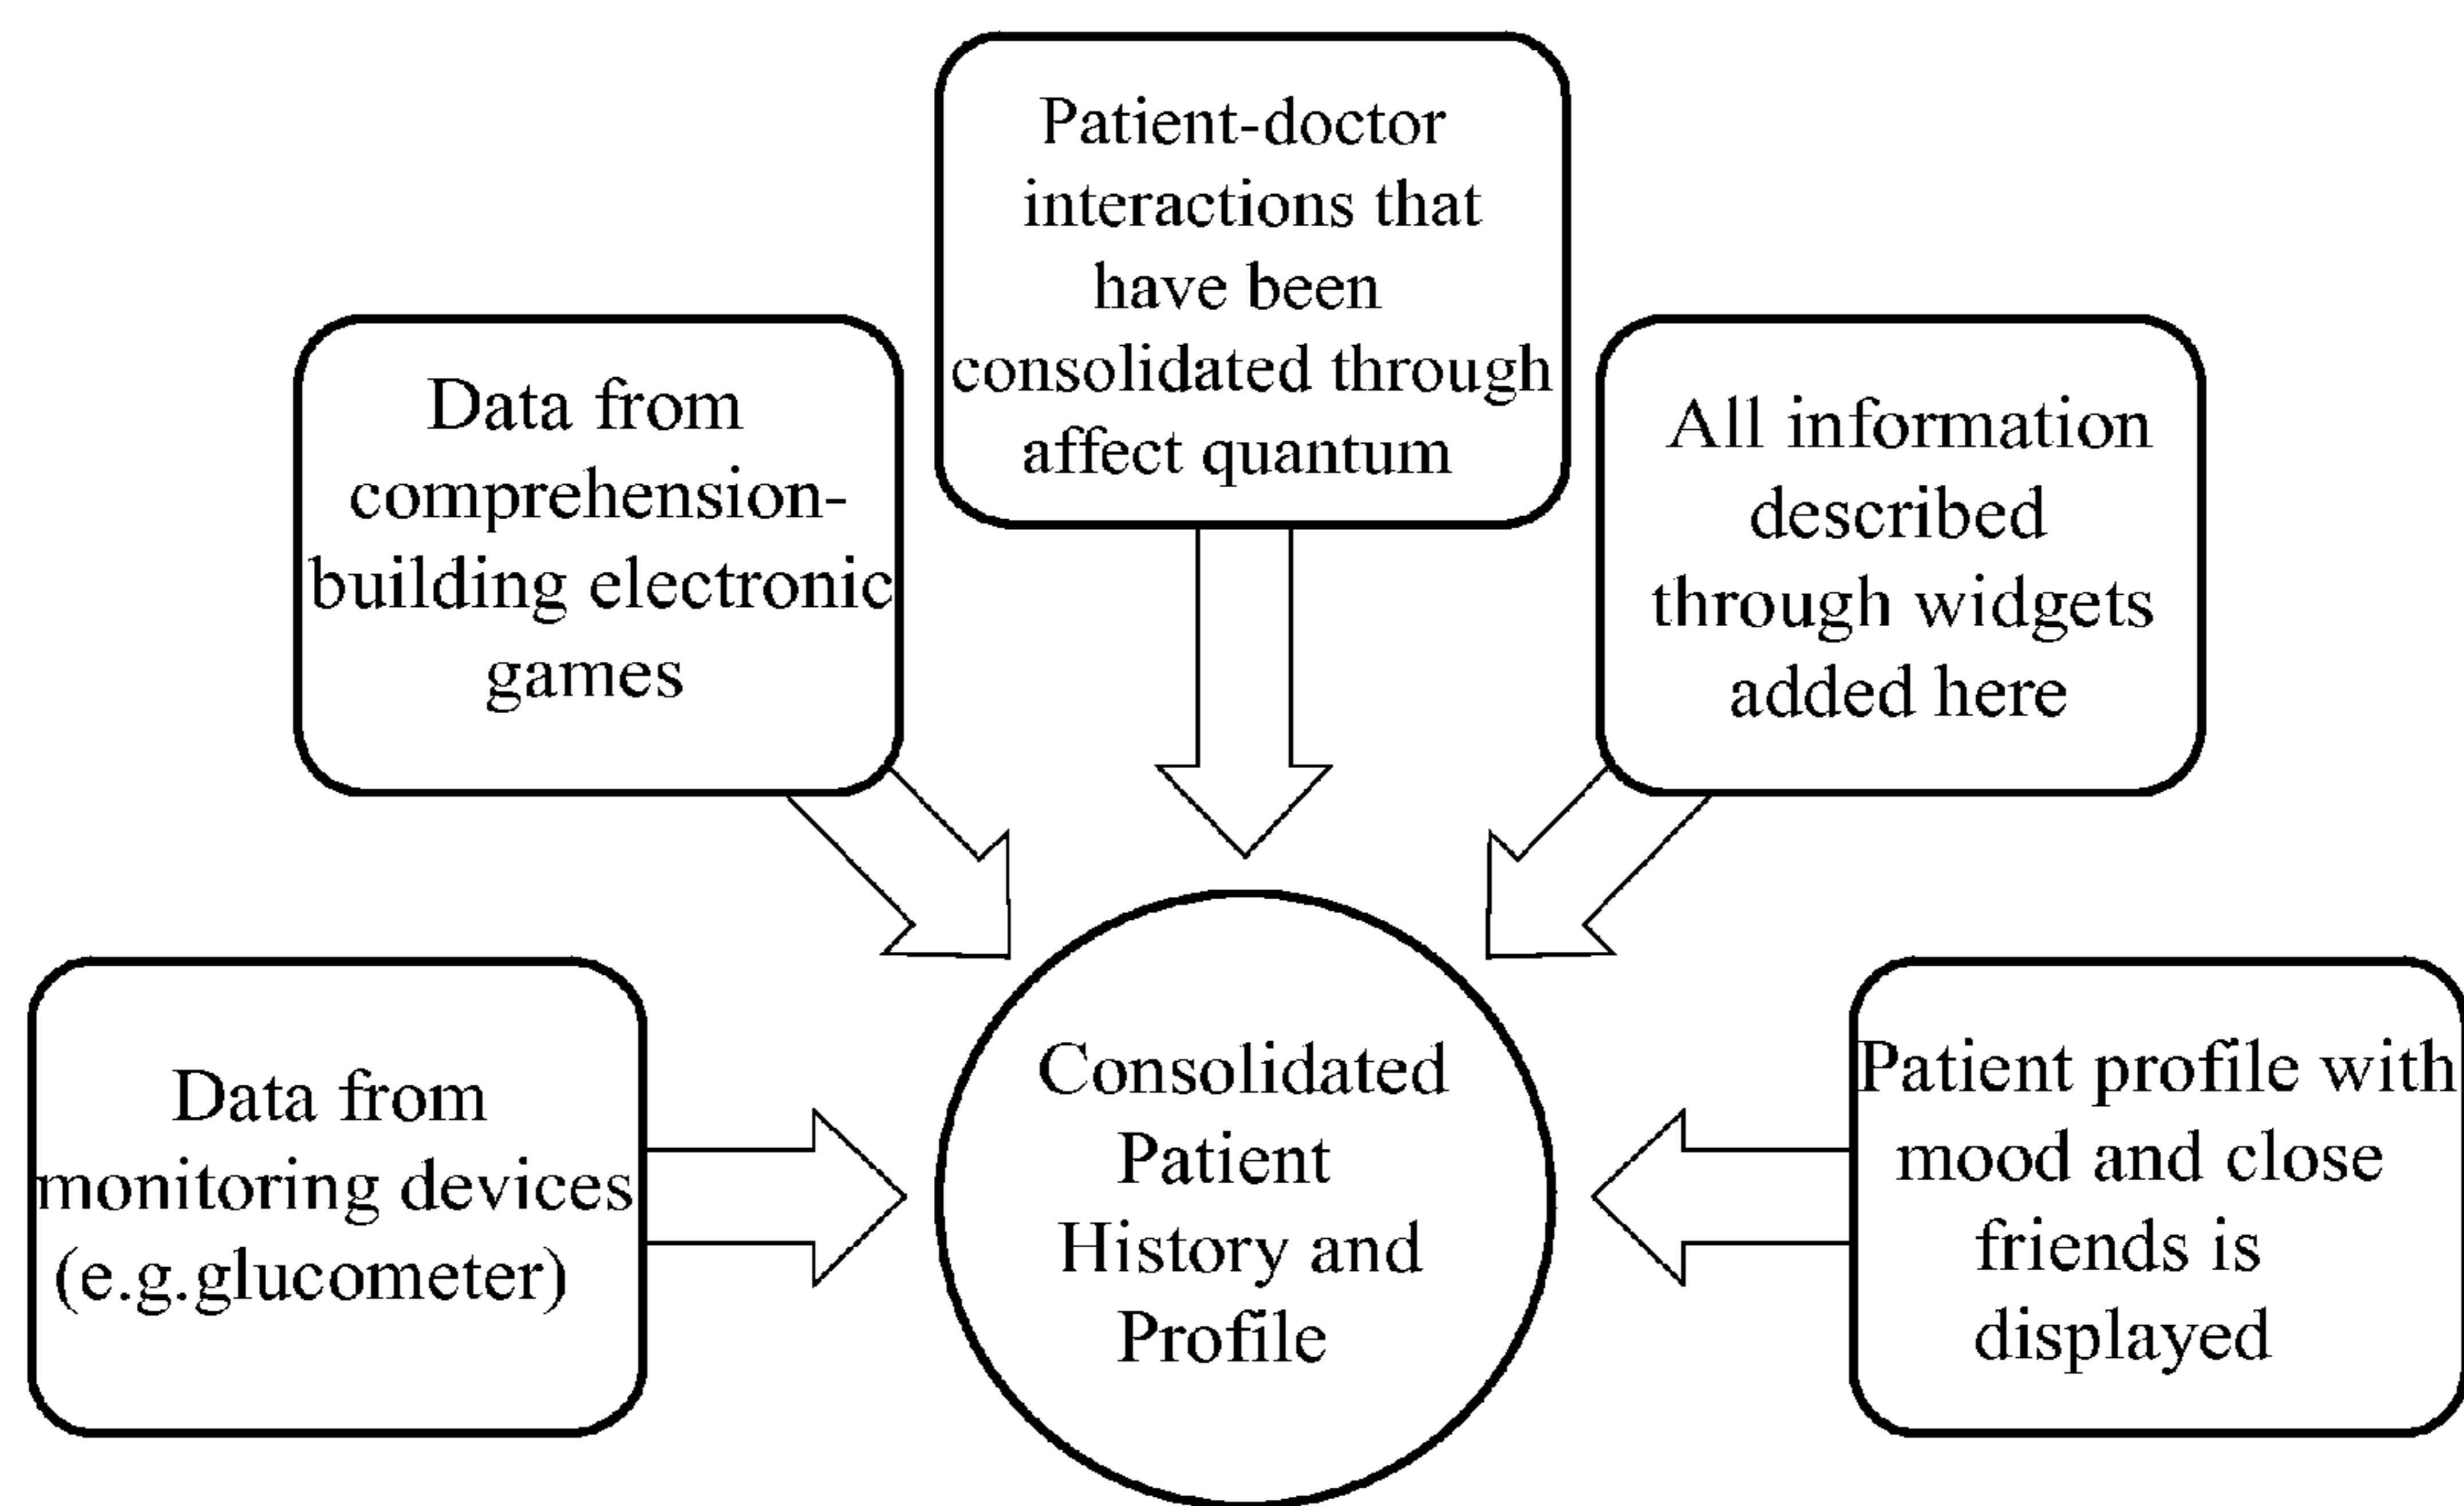 Patient-doctor
interactions that
have been
consolidated through
affect quantum
Data from
comprehension-
building electronic
games
All information
described
through widgets
added here
Data from
monitoring devices
(e.g.glucometer)
Consolidated
Patient
History and
Profile
Patient profile with
mood and close
friends is
displayed